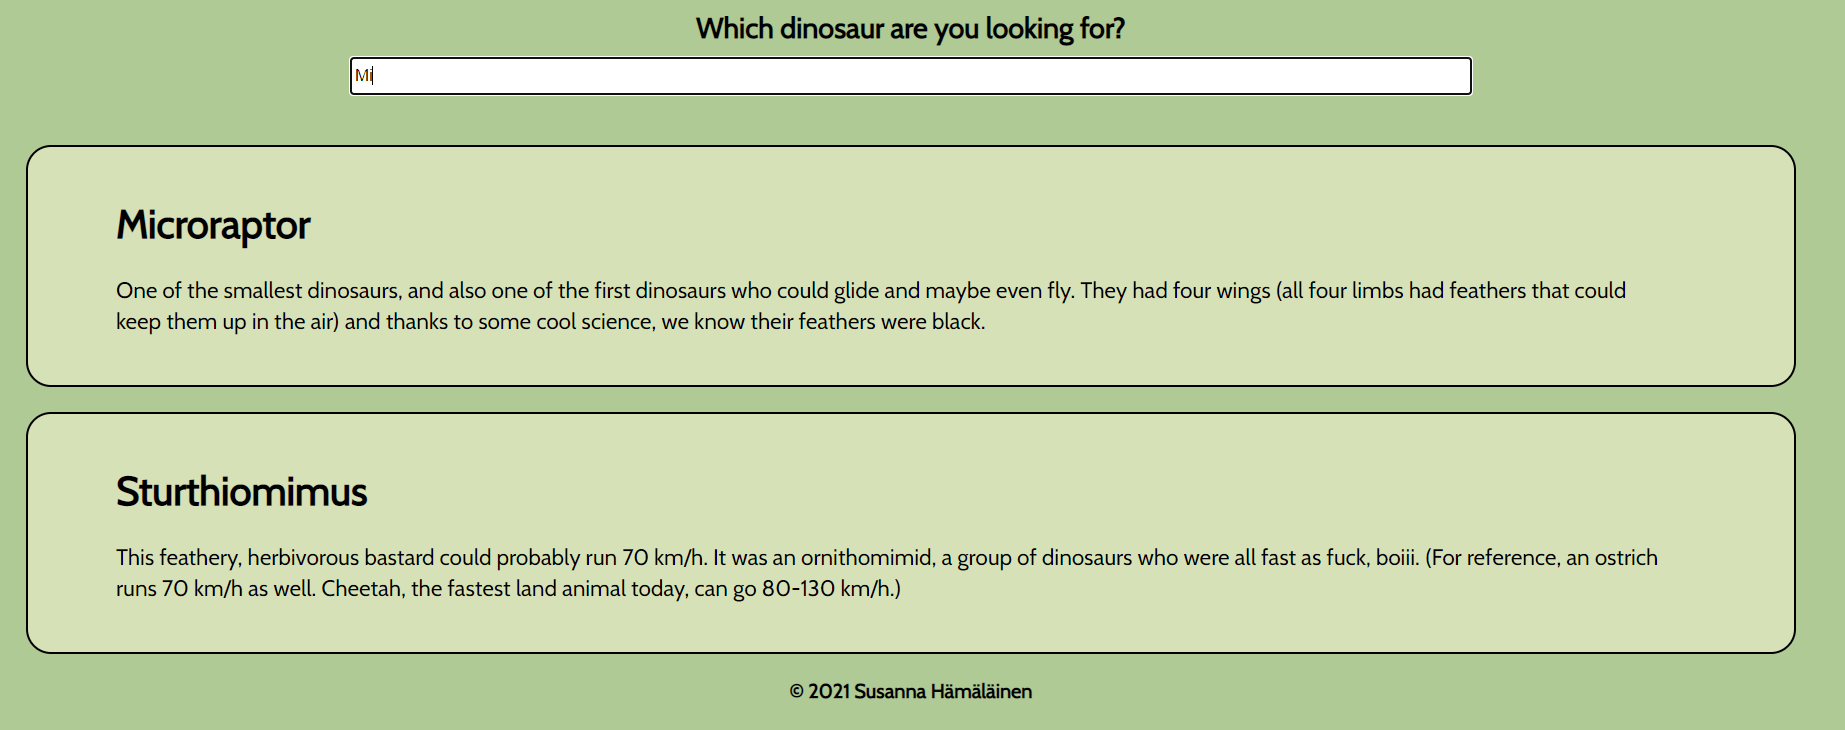 Which dinosaur are you looking for?
Mi
Microraptor
One of the smallest dinosaurs, and also one of the first dinosaurs who could glide and maybe even fly. They had four wings (all four limbs had feathers that could
keep them up in the air) and thanks to some cool science, we know their feathers were black.
Sturthiomimus
This feathery, herbivorous bastard could probably run 70 km/h. It was an ornithomimid, a group of dinosaurs who were all fast as fuck, boiii. (For reference, an ostrich
runs 70 km/h as well. Cheetah, the fastest land animal today, can go 80-130 km/h.)
© 2021 Susanna Hämäläinen